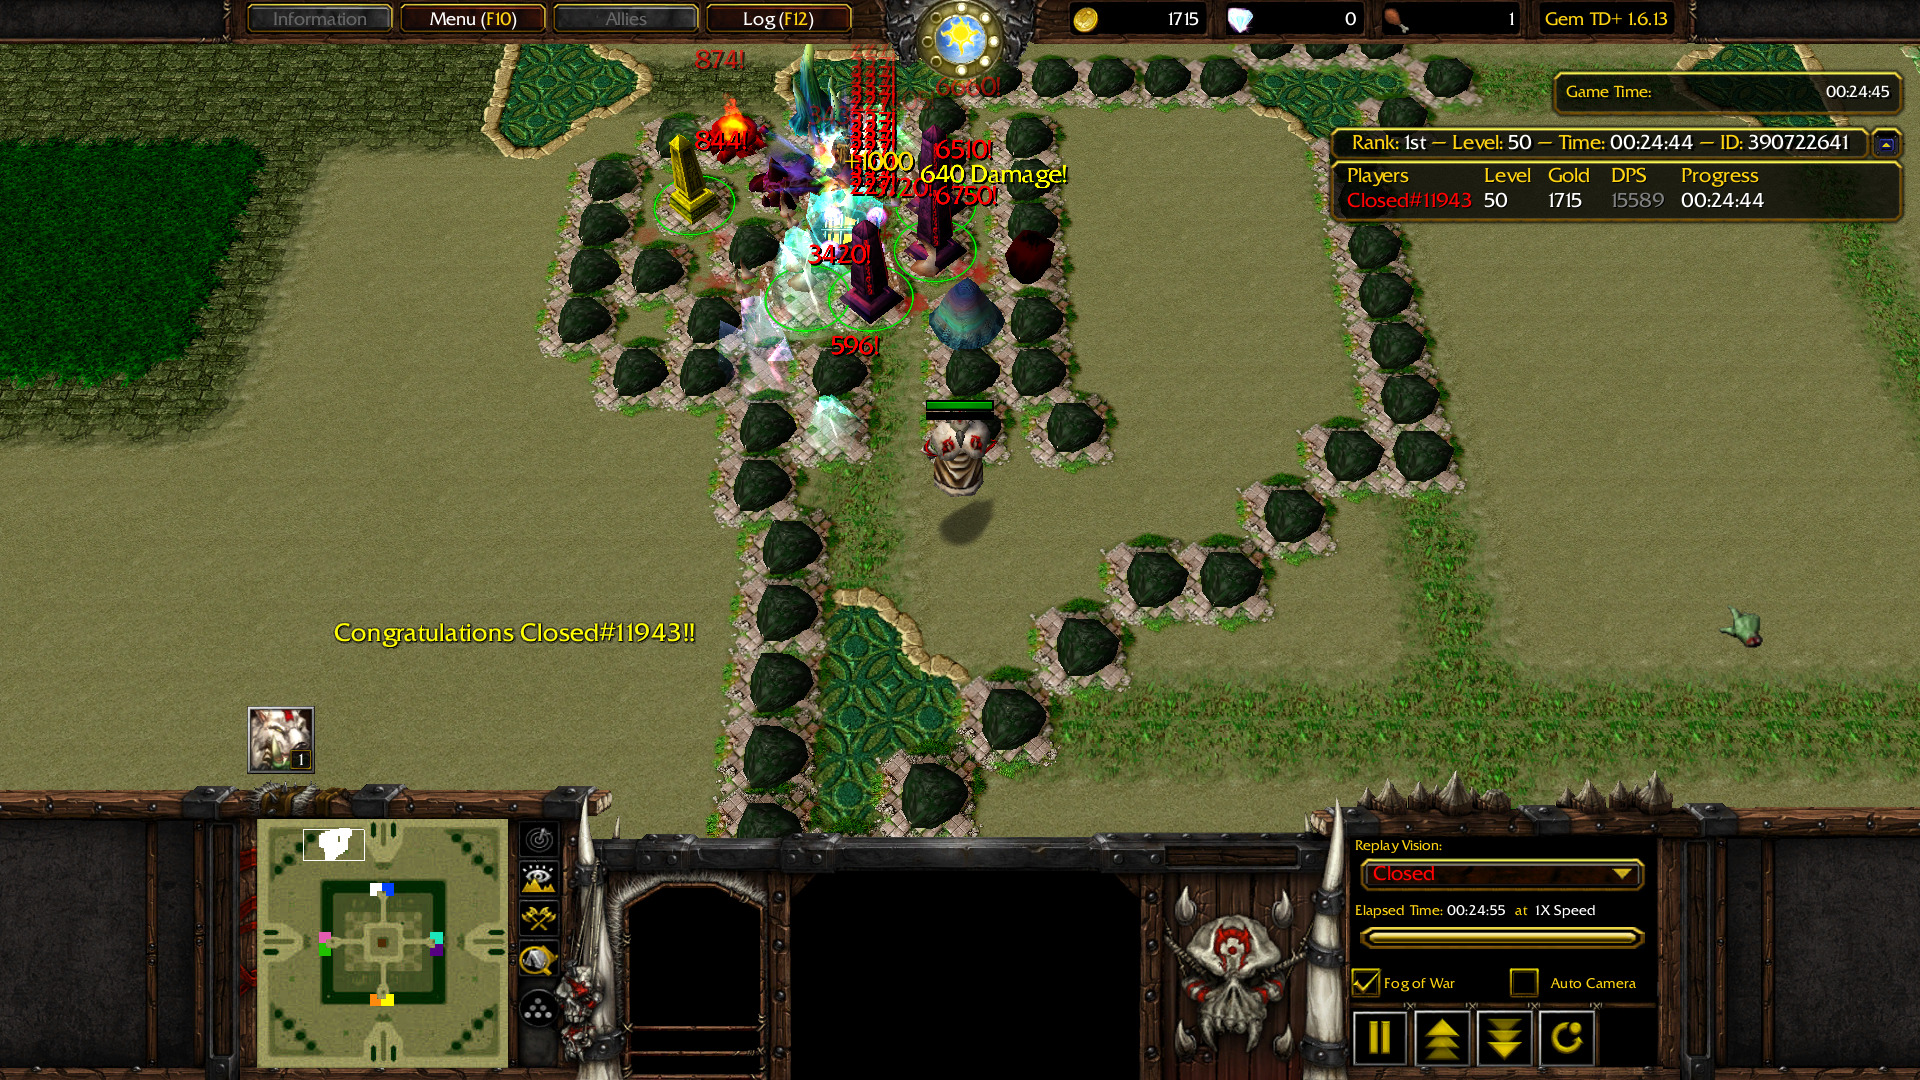 Information
Menu (F10)
Allies
Log (F12)
1715
0
1
Gem TD+ 1.6.13
Game Time: 00:24:45
Rank: 1st — Level: 50 — Time: 00:24:44 — ID: 390722641
Players Level Gold DPS Progress
Closed#11943 50 1715 15589 00:24:44
874!
6660!
844!
6510!
+1000
640 Damage!
6750!
3420!
596!
Congratulations Closed#11943!!
1
Replay Vision:
Closed
Elapsed Time: 00:24:55 at 1X Speed
Fog of War
Auto Camera